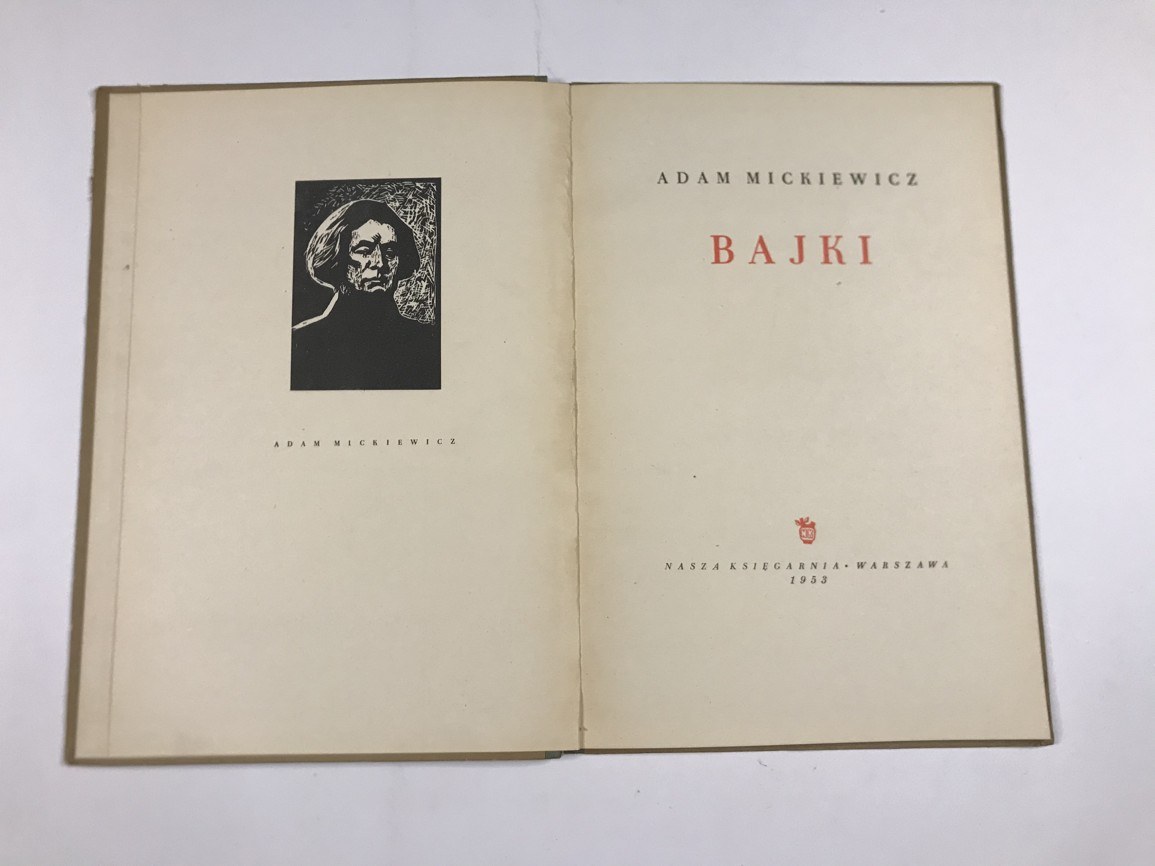 ADAM MICKIEWICZ
ADAM MICKIEWICZ
BAJKI
NASZA KSIĘGARNIA • WARSZAWA
1953